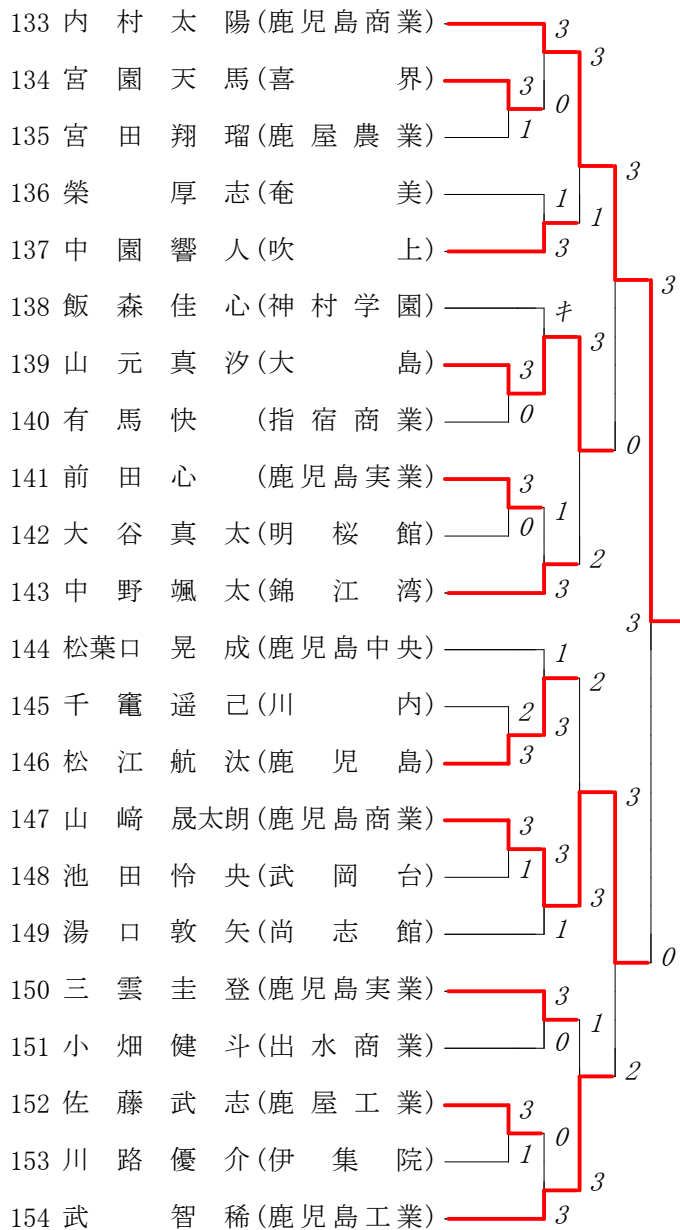 133 内村太陽(鹿児島商業) 3
3
134 宮園天馬(喜界) 3
0
135 宮田翔瑠(鹿屋農業) 1
3
136 榮厚志(奄美) 1
1
137 中園響人(吹上) 3
3
138 飯森佳心(神村学園) キ
3
139 山元真汐(大島) 3
140 有馬快(指宿商業) 0
0
141 前田心(鹿児島実業) 3
1
142 大谷真太(明桜館) 0
2
143 中野颯太(錦江湾) 3
3
144 松葉口晃成(鹿児島中央) 1
2
145 千竃遥己(川内) 2
3
146 松江航汰(鹿児島) 3
3
147 山﨑晟太朗(鹿児島商業) 3
3
148 池田怜央(武岡台) 1
3
149 湯口敦矢(尚志館) 1
0
150 三雲圭登(鹿児島実業) 3
1
151 小畑健斗(出水商業) 0
2
152 佐藤武志(鹿屋工業) 3
0
153 川路優介(伊集院) 1
3
154 武智稀(鹿児島工業) 3